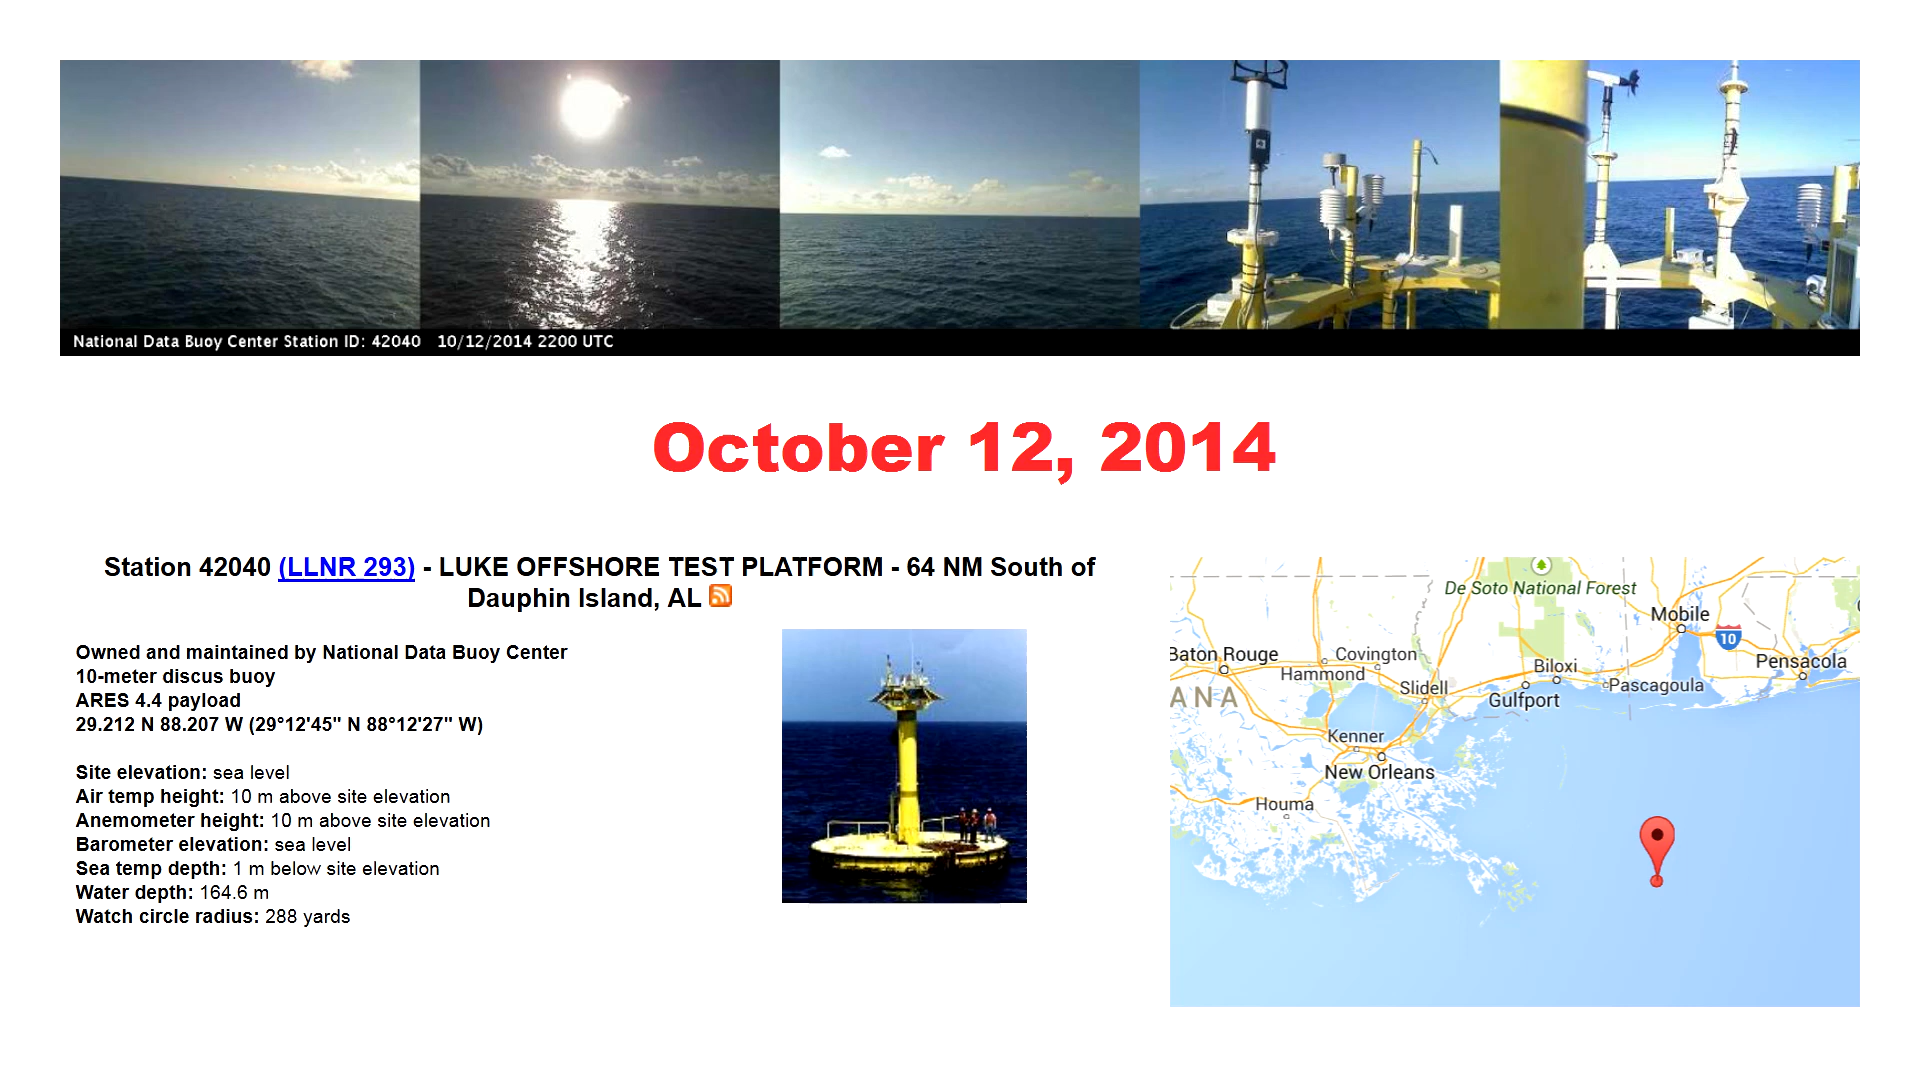 National Data Buoy Center Station ID: 42040 10/12/2014 2200 UTC
October 12, 2014
Station 42040 (LLNR 293) - LUKE OFFSHORE TEST PLATFORM - 64 NM South of
Dauphin Island, AL
Owned and maintained by National Data Buoy Center
10-meter discus buoy
ARES 4.4 payload
29.212 N 88.207 W (29°12'45" N 88°12'27" W)
Site elevation: sea level
Air temp height: 10 m above site elevation
Anemometer height: 10 m above site elevation
Barometer elevation: sea level
Sea temp depth: 1 m below site elevation
Water depth: 164.6 m
Watch circle radius: 288 yards
De Soto National Forest
Mobile
10
Baton Rouge
Covington
Hammond
Biloxi
Pensacola
Slidell
Pascagoula
ANA
Gulfport
Kenner
New Orleans
Houma